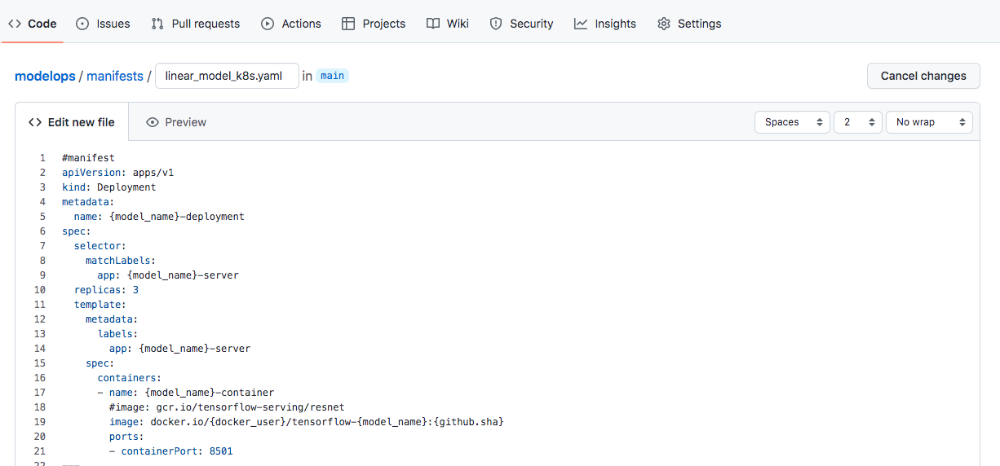 Code Issues Pull requests Actions Projects Wiki Security Insights Settings
modelops / manifests / linear_model_k8s.yaml in main Cancel changes
Edit new file Preview Spaces 2 No wrap
1 #manifest
2 apiVersion: apps/v1
3 kind: Deployment
4 metadata:
5   name: {model_name}-deployment
6 spec:
7   selector:
8     matchLabels:
9       app: {model_name}-server
10   replicas: 3
11   template:
12     metadata:
13       labels:
14         app: {model_name}-server
15     spec:
16       containers:
17       - name: {model_name}-container
18         #image: gcr.io/tensorflow-serving/resnet
19         image: docker.io/{docker_user}/tensorflow-{model_name}:{github.sha}
20         ports:
21         - containerPort: 8501
22 ---